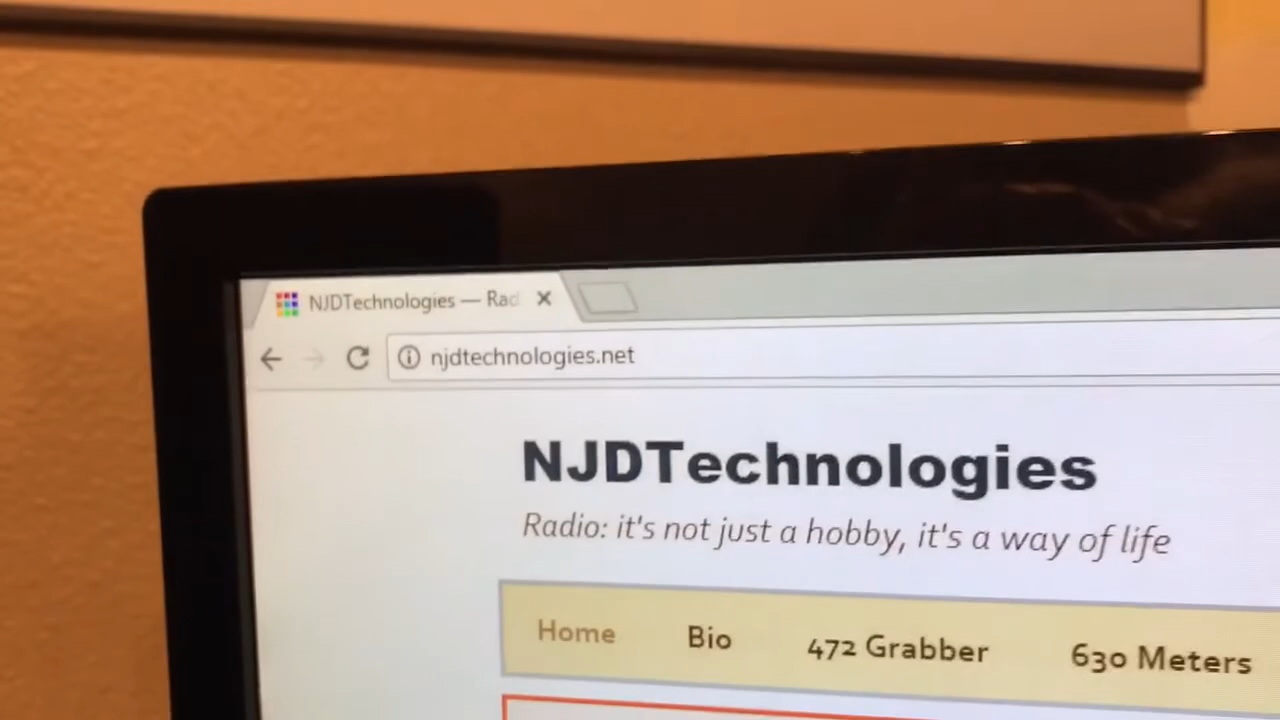 NJDTechnologies — Rad
njdtechnologies.net
NJDTechnologies
Radio: it's not just a hobby, it's a way of life
Home Bio 472 Grabber 630 Meters